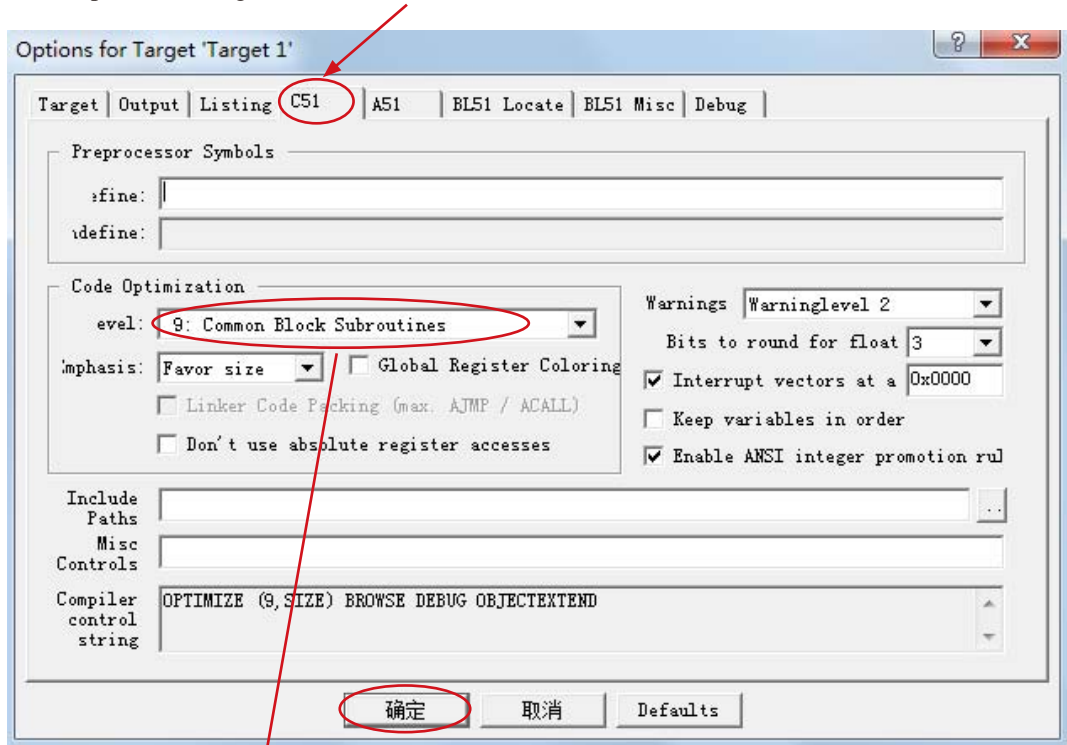 Options for Target 'Target 1'
Target Output Listing C51 A51 BL51 Locate BL51 Misc Debug
Preprocessor Symbols
efine:
define:
Code Optimization
evel: 9: Common Block Subroutines
Warnings Warninglevel 2
Bits to round for float 3
mphasis: Favor size Global Register Coloring
Interrupt vectors at a 0x0000
Linker Code Packing (max. AJMP / ACALL)
Keep variables in order
Don't use absolute register accesses
Enable ANSI integer promotion rul
Include
Paths
..
Misc
Controls
Compiler
control
string
OPTIMIZE (9,SIZE) BROWSE DEBUG OBJECTEXTEND
确定 取消 Defaults